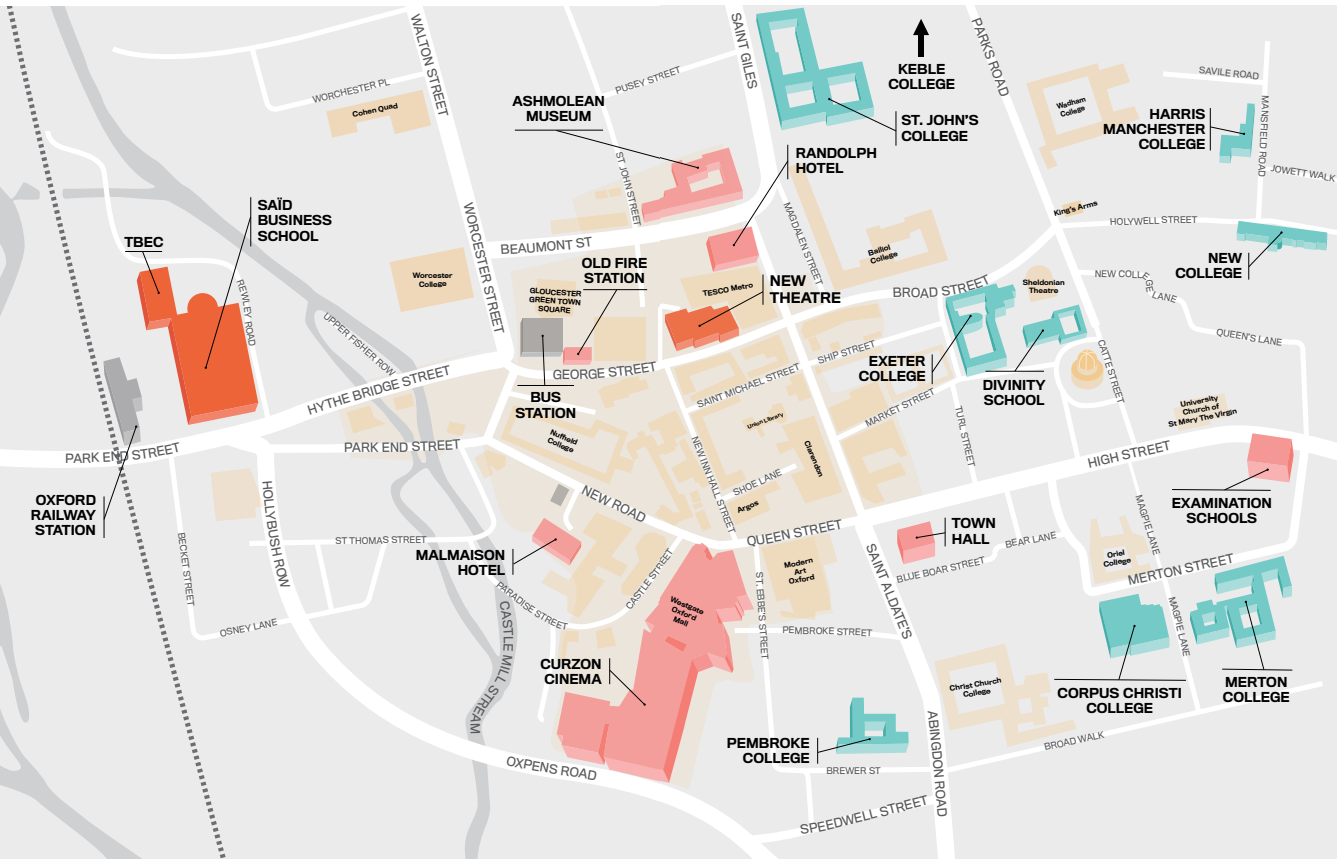 WALTON STREET
SAINT GILES
PARKS ROAD
KEBLE
COLLEGE
SAVILE ROAD
WORCHESTER PL
PUSEY STREET
Cohen Quad
ASHMOLEAN
MUSEUM
ST. JOHN'S
COLLEGE
Wadham
College
HARRIS
MANCHESTER
COLLEGE
MANSFIELD ROAD
JOWETT WALK
RANDOLPH
HOTEL
ST JOHN STREET
MAGDALEN STREET
King's Arms
HOLYWELL STREET
SAÏD
BUSINESS
SCHOOL
TBEC
WORCESTER STREET
BEAUMONT ST
Balliol
College
NEW
COLLEGE
OLD FIRE
STATION
Worcester
College
GLOUCESTER
GREEN TOWN
SQUARE
TESCO Metro
NEW
THEATRE
BROAD STREET
Sheldonian
Theatre
NEW COLLEGE LANE
REWLEY ROAD
UPPER FISHER ROW
QUEEN'S LANE
SHIP STREET
EXETER
COLLEGE
DIVINITY
SCHOOL
CATTE STREET
HYTHE BRIDGE STREET
GEORGE STREET
BUS
STATION
SAINT MICHAEL STREET
MARKET STREET
TURL STREET
University
Church of
St Mary The Virgin
Union Library
PARK END STREET
PARK END STREET
Nuffield
College
NEW INN HALL STREET
Clarendon
HIGH STREET
OXFORD
RAILWAY
STATION
HOLLYBUSH ROW
NEW ROAD
SHOE LANE
Argos
EXAMINATION
SCHOOLS
MAGPIE LANE
QUEEN STREET
TOWN
HALL
BEAR LANE
BECKET STREET
ST THOMAS STREET
MALMAISON
HOTEL
Modern
Art
Oxford
SAINT ALDATE'S
BLUE BOAR STREET
Oriel
College
MERTON STREET
CASTLE STREET
ST. EBBE'S STREET
PARADISE STREET
Westgate
Oxford
Mall
OSNEY LANE
CASTLE MILL STREAM
PEMBROKE STREET
MAGPIE LANE
CURZON
CINEMA
Christ Church
College
CORPUS CHRISTI
COLLEGE
MERTON
COLLEGE
PEMBROKE
COLLEGE
ABINGDON ROAD
BROAD WALK
OXPENS ROAD
BREWER ST
SPEEDWELL STREET